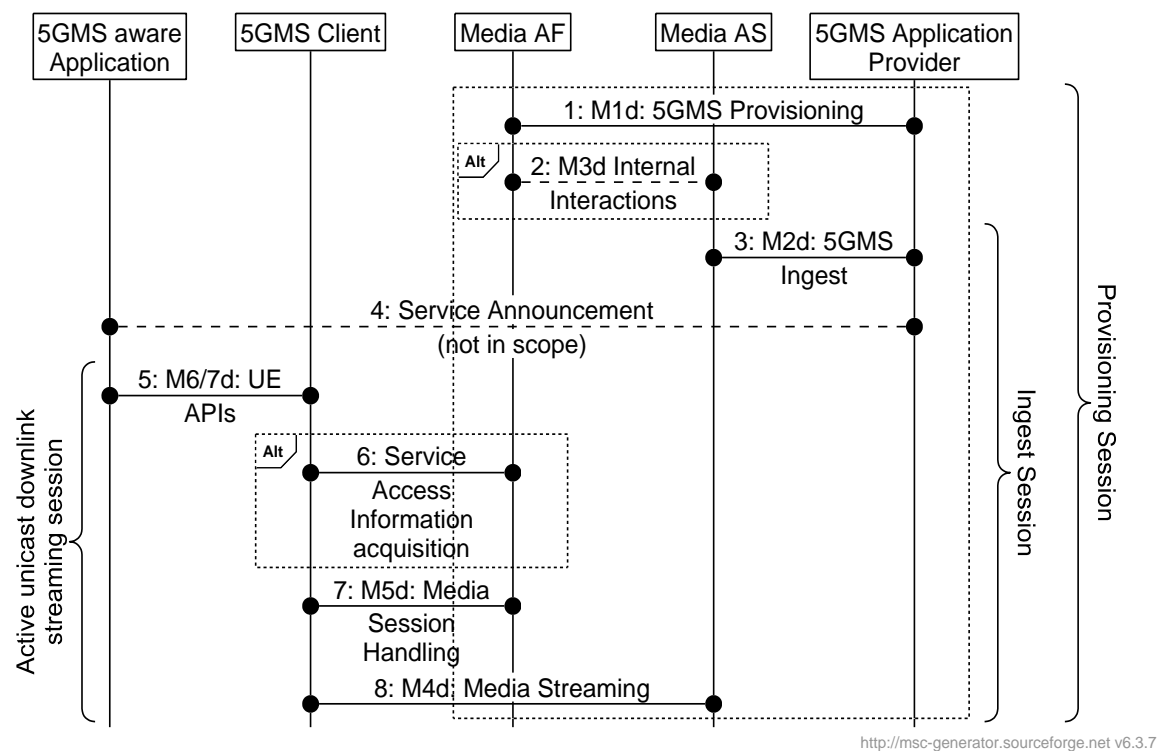 5GMS aware
Application
5GMS Client
Media AF
Media AS
5GMS Application
Provider
1: M1d: 5GMS Provisioning
Alt
2: M3d Internal
Interactions
3: M2d: 5GMS
Ingest
4: Service Announcement
(not in scope)
5: M6/7d: UE
APIs
Alt
6: Service
Access
Information
acquisition
7: M5d: Media
Session
Handling
8: M4d: Media Streaming
Active unicast downlink
streaming session
Ingest Session
Provisioning Session
http://msc-generator.sourceforge.net v6.3.7